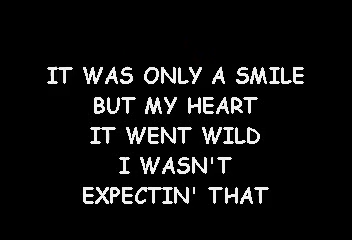 IT WAS ONLY A SMILE
BUT MY HEART
IT WENT WILD
I WASN'T
EXPECTIN' THAT